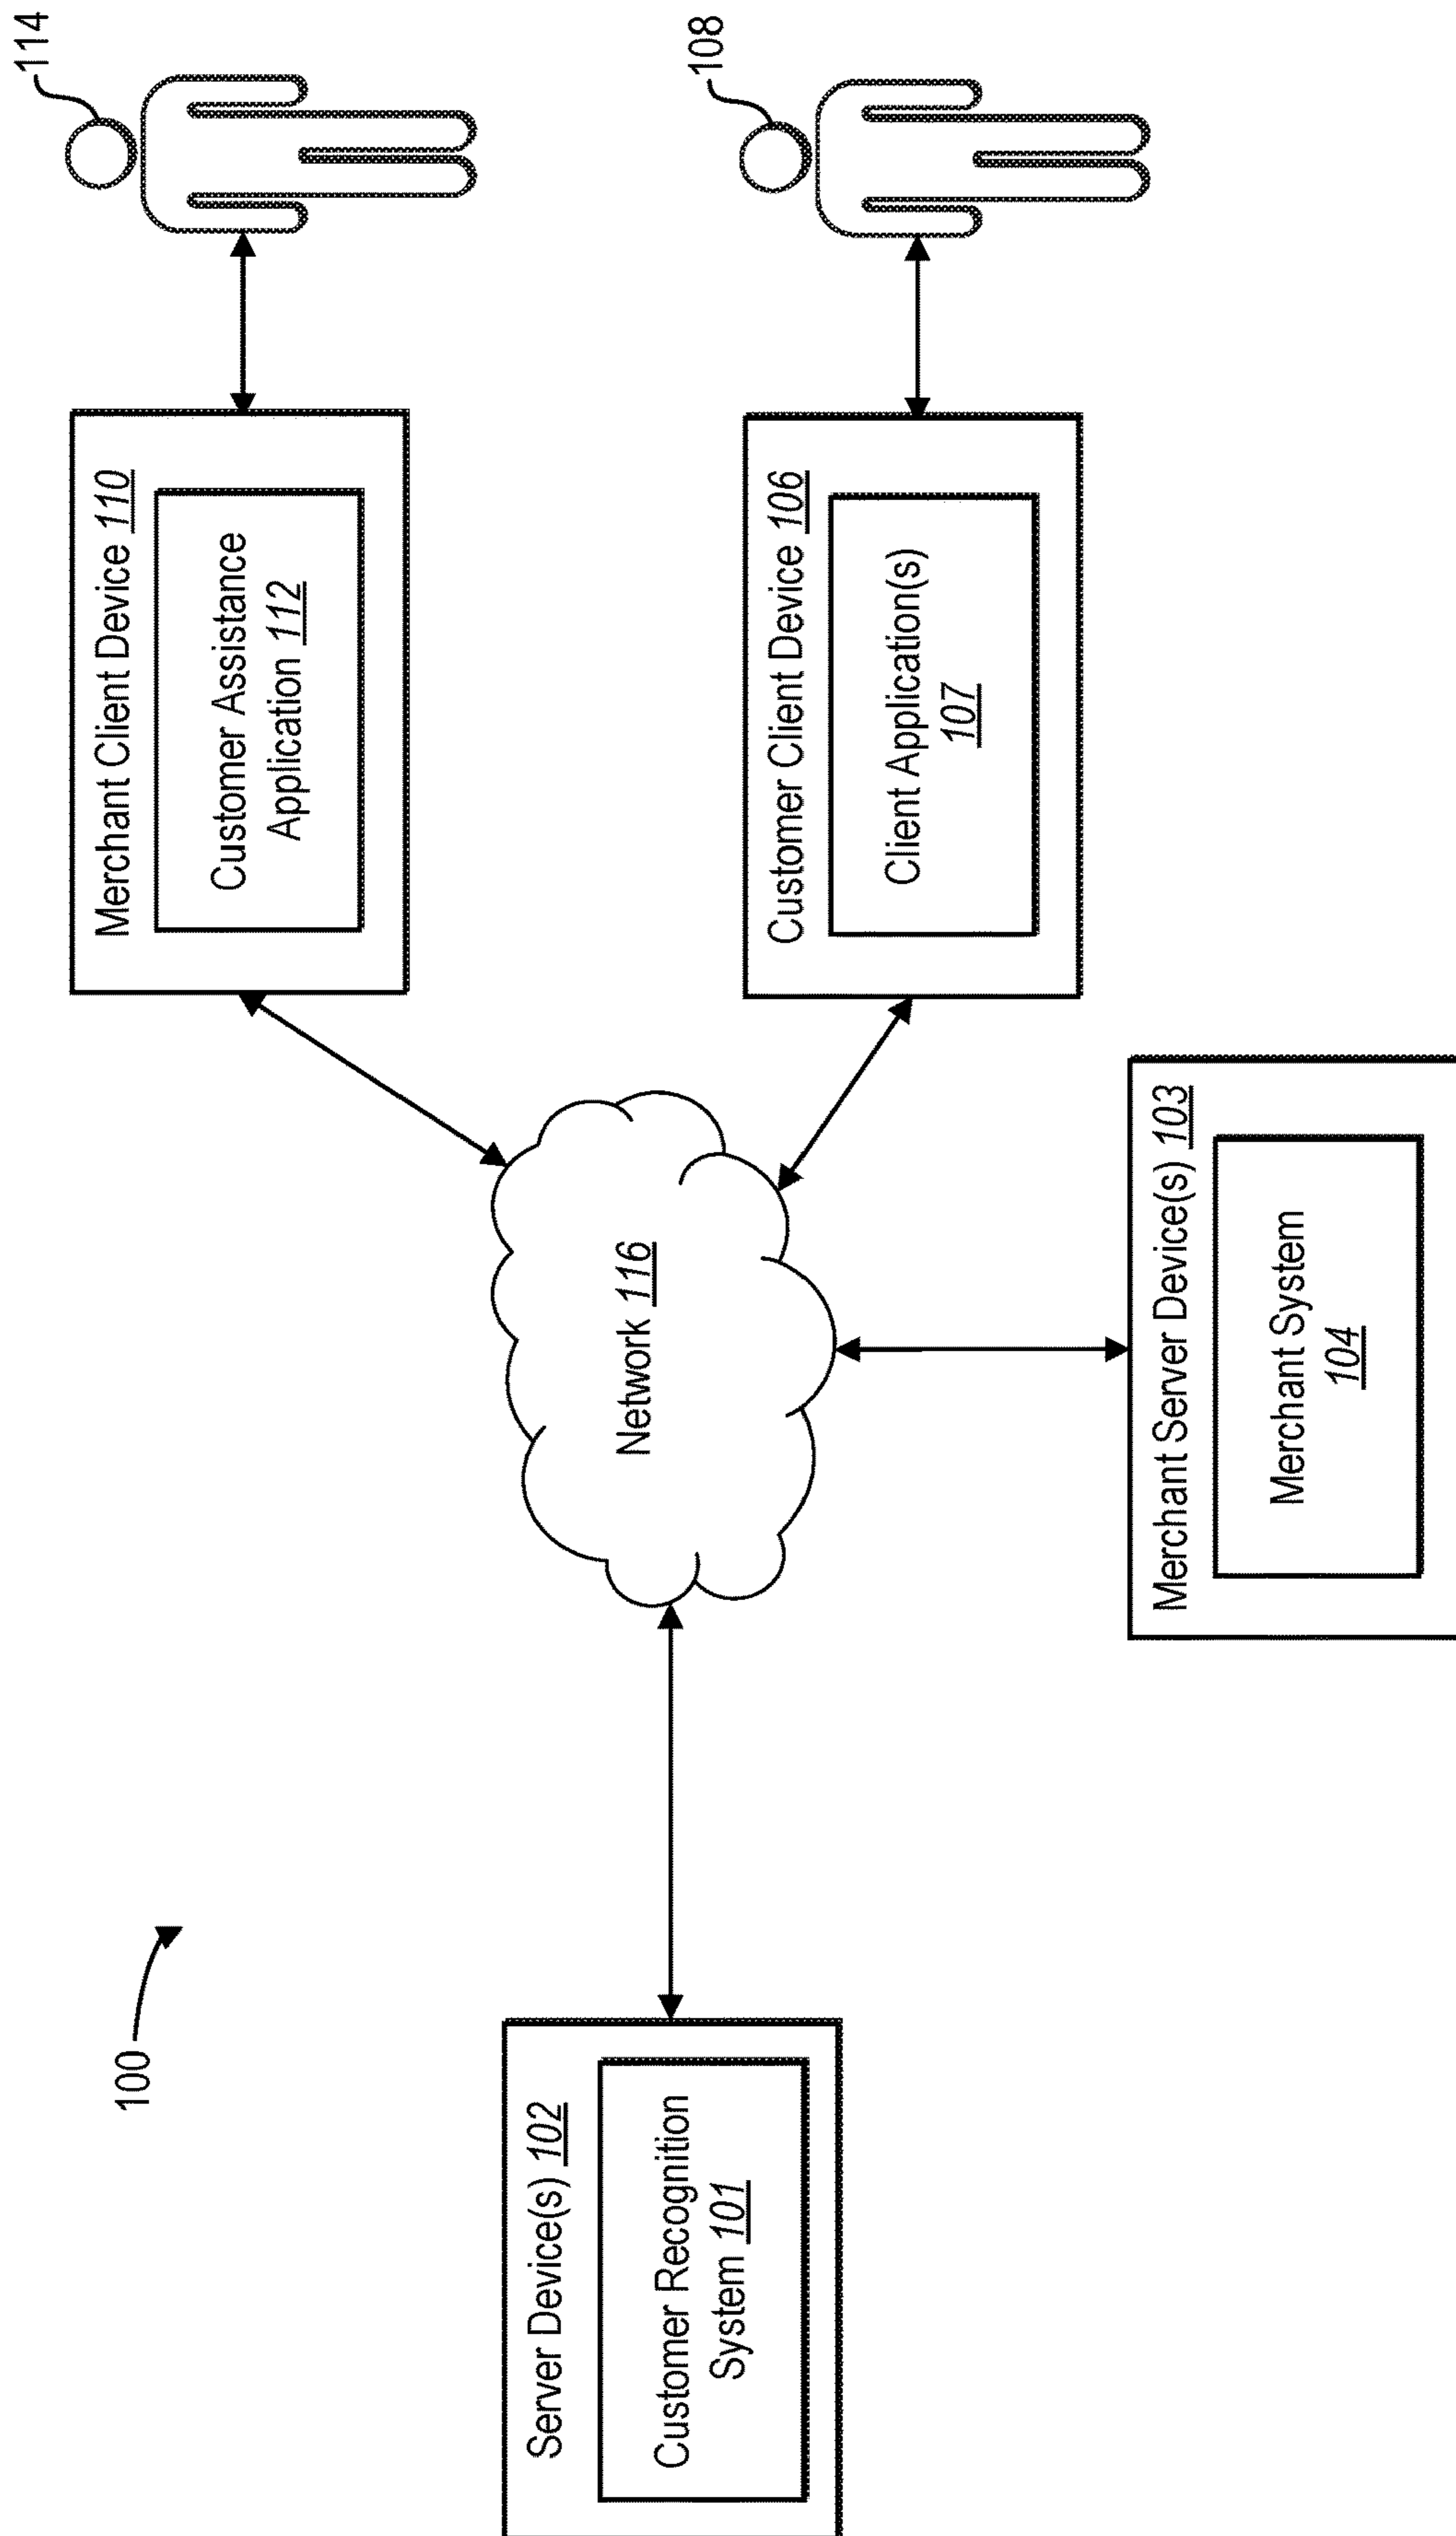 100
Server Device(s) 102
Customer Recognition
System 101
Network 116
Merchant Server Device(s) 103
Merchant System
104
Merchant Client Device 110
Customer Assistance
Application 112
114
Customer Client Device 106
Client Application(s)
107
108